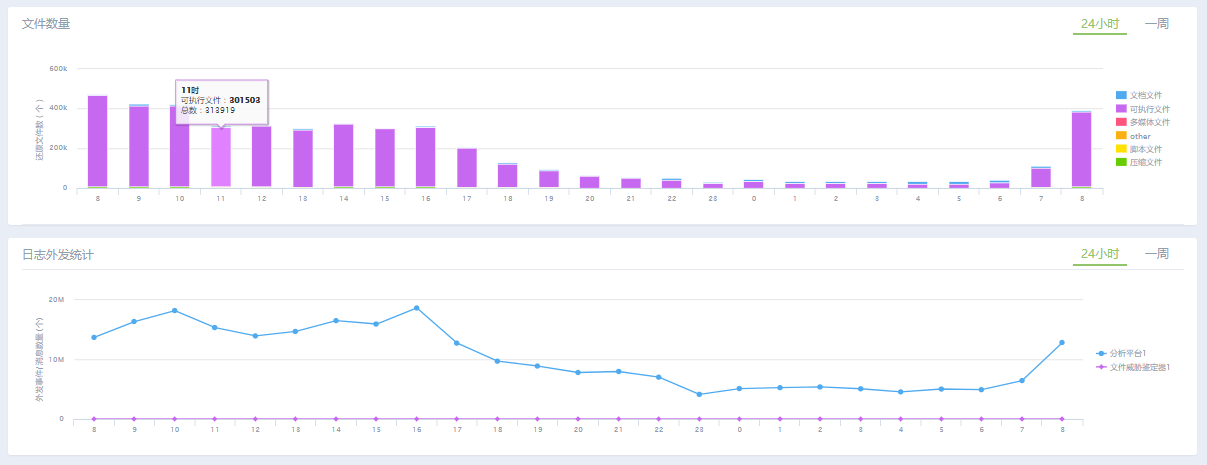 文件数量
24小时 一周
600k
400k
200k
0
还原文件数（个）
11时
可执行文件：301503
总数：313919
8 9 10 11 12 13 14 15 16 17 18 19 20 21 22 23 0 1 2 3 4 5 6 7 8
文档文件
可执行文件
多媒体文件
other
脚本文件
压缩文件
日志外发统计
24小时 一周
20M
10M
0
外发事件/消息数量 (个)
8 9 10 11 12 13 14 15 16 17 18 19 20 21 22 23 0 1 2 3 4 5 6 7 8
分析平台1
文件威胁鉴定器1